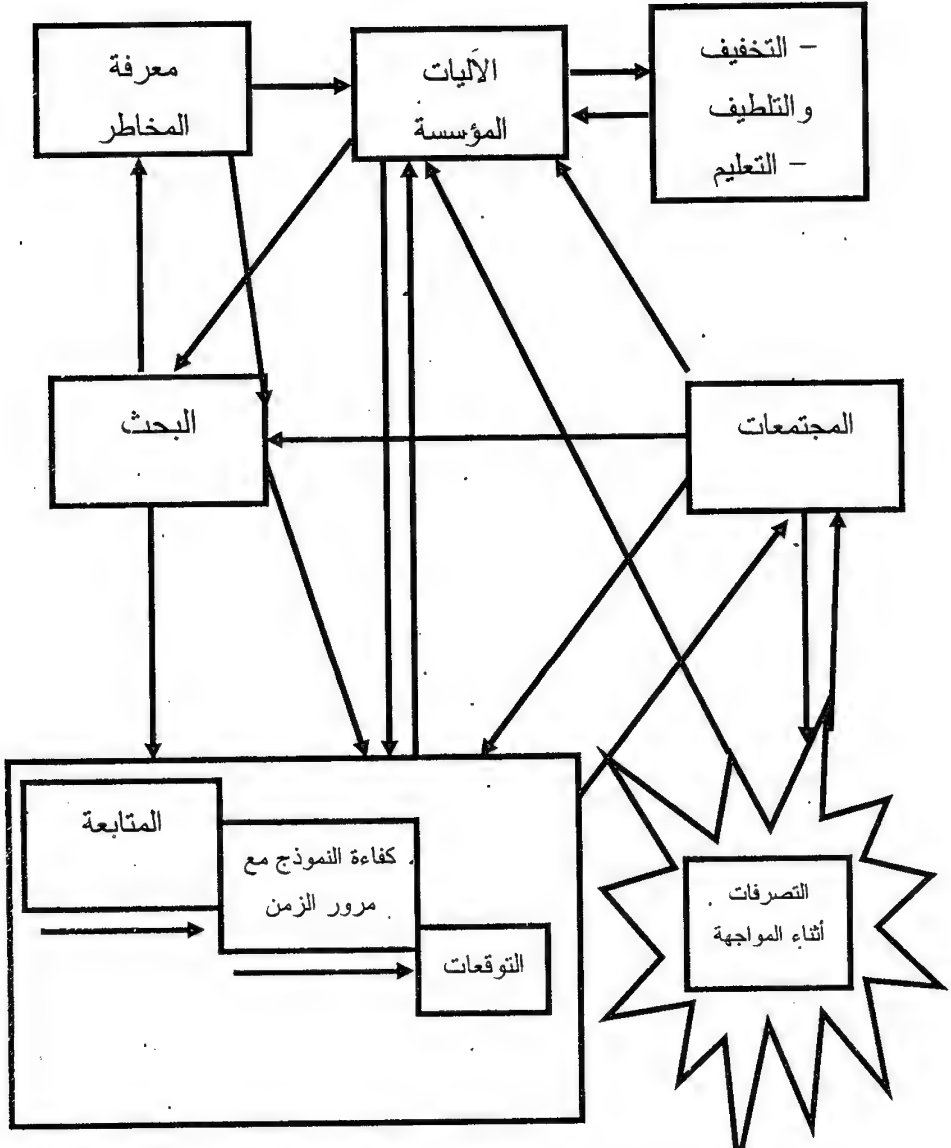 معرفة
المخاطر
الآليات
المؤسسة
– التخفيف
والتلطيف
– التعليم
البحث
المجتمعات
المتابعة
كفاءة النموذج مع
مرور الزمن
التوقعات
التصرفات
أثناء المواجهة